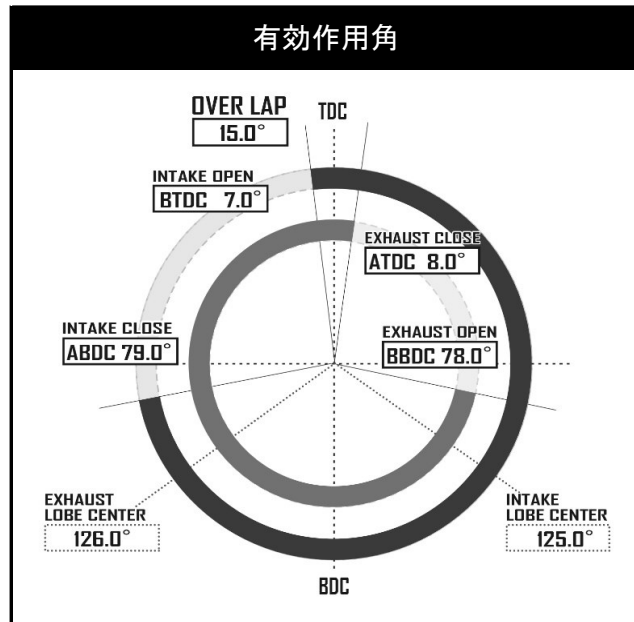 有効作用角
OVER LAP
15.0°
TDC
INTAKE OPEN
BTDC 7.0°
EXHAUST CLOSE
ATDC 8.0°
INTAKE CLOSE
ABDC 79.0°
EXHAUST OPEN
BBDC 78.0°
EXHAUST
LOBE CENTER
126.0°
INTAKE
LOBE CENTER
125.0°
BDC